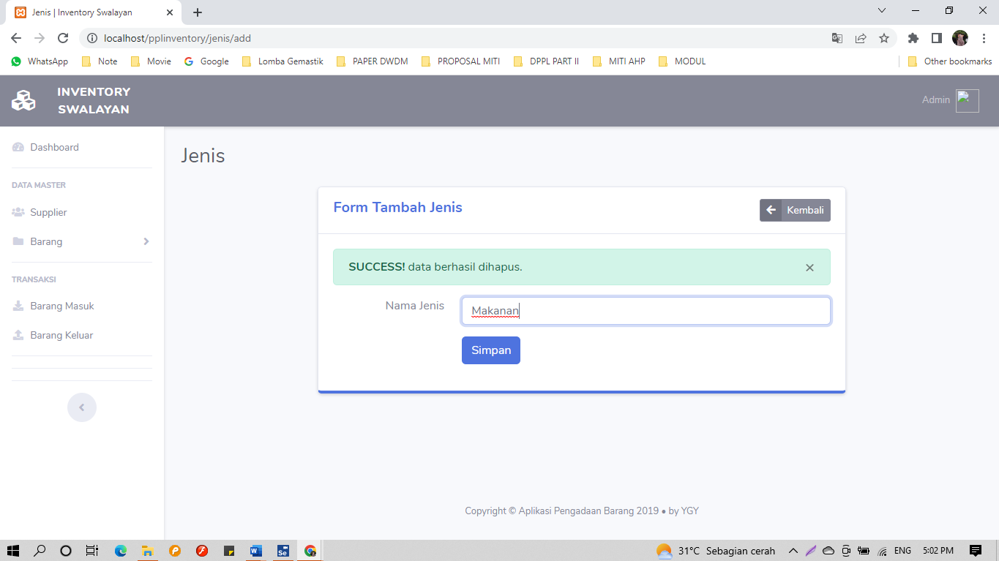 Jenis | Inventory Swalayan
localhost/pplinventory/jenis/add
WhatsApp Note Movie Google Lomba Gemastik PAPER DWDM PROPOSAL MITI DPPL PART II MITI AHP MODUL Other bookmarks
INVENTORY
SWALAYAN
Admin
Dashboard
DATA MASTER
Supplier
Barang
TRANSAKSI
Barang Masuk
Barang Keluar
Jenis
Form Tambah Jenis
Kembali
SUCCESS! data berhasil dihapus.
Nama Jenis
Makanan
Simpan
Copyright © Aplikasi Pengadaan Barang 2019 • by YGY
31°C Sebagian cerah ENG 5:02 PM